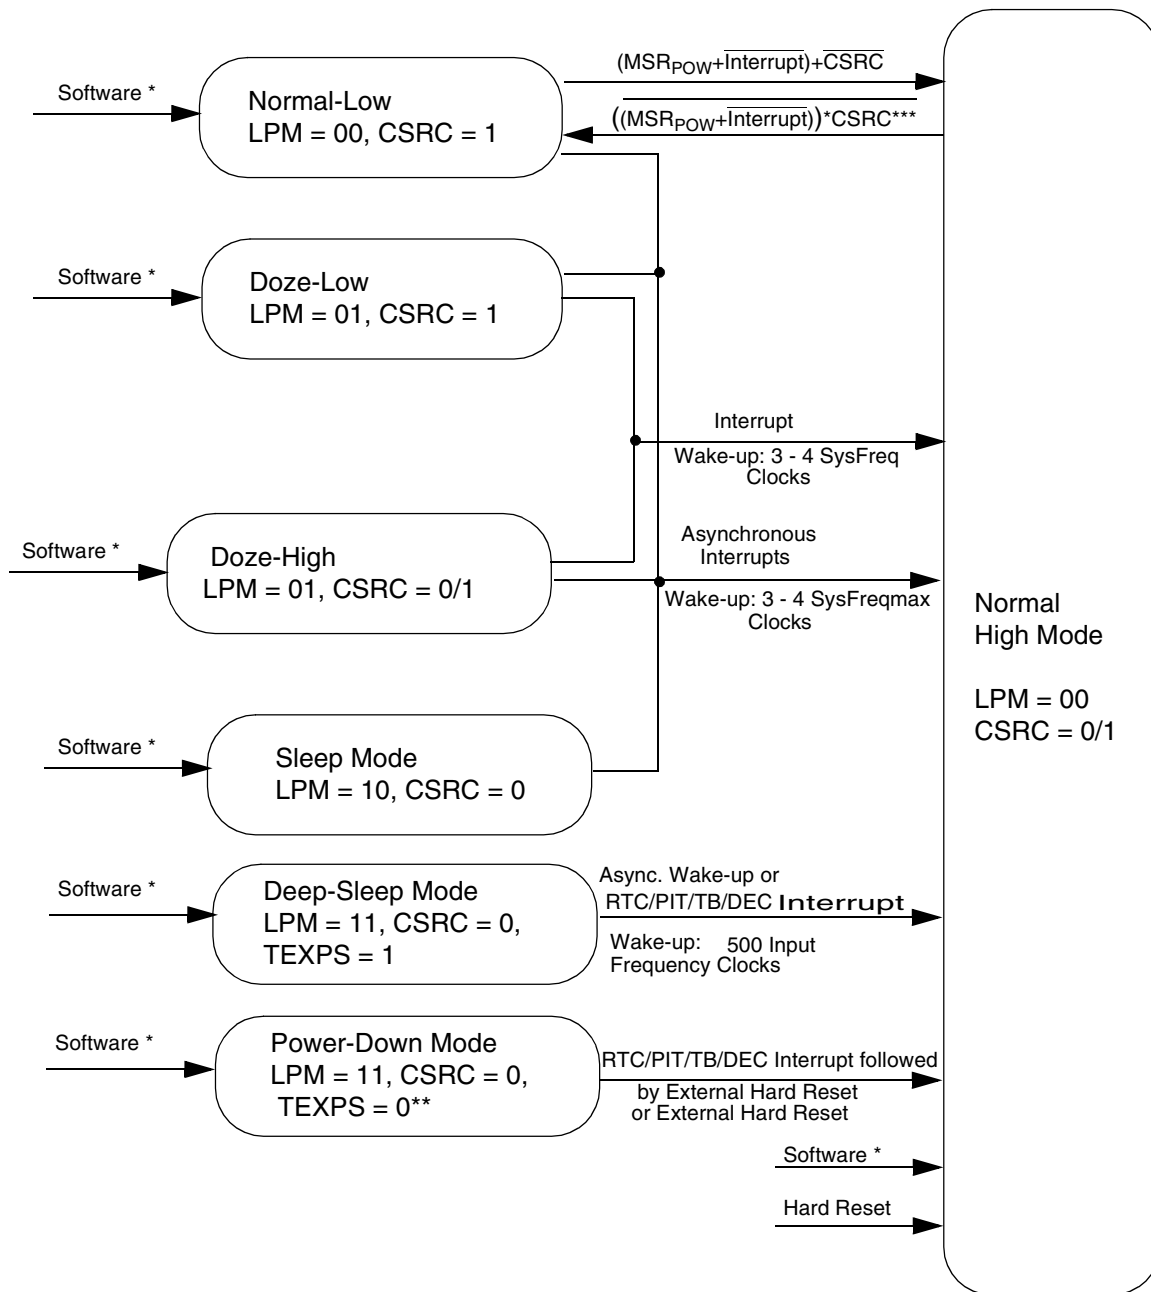 Software *
Normal-Low
LPM = 00, CSRC = 1
(MSRPOW+Interrupt)+CSRC
((MSRPOW+Interrupt))*CSRC***
Software *
Doze-Low
LPM = 01, CSRC = 1
Interrupt
Wake-up: 3 - 4 SysFreq
Clocks
Software *
Doze-High
LPM = 01, CSRC = 0/1
Asynchronous
Interrupts
Wake-up: 3 - 4 SysFreqmax
Clocks
Normal
High Mode
LPM = 00
CSRC = 0/1
Software *
Sleep Mode
LPM = 10, CSRC = 0
Software *
Deep-Sleep Mode
LPM = 11, CSRC = 0,
TEXPS = 1
Async. Wake-up or
RTC/PIT/TB/DEC Interrupt
Wake-up: 500 Input
Frequency Clocks
Software *
Power-Down Mode
LPM = 11, CSRC = 0,
TEXPS = 0**
RTC/PIT/TB/DEC Interrupt followed
by External Hard Reset
or External Hard Reset
Software *
Hard Reset